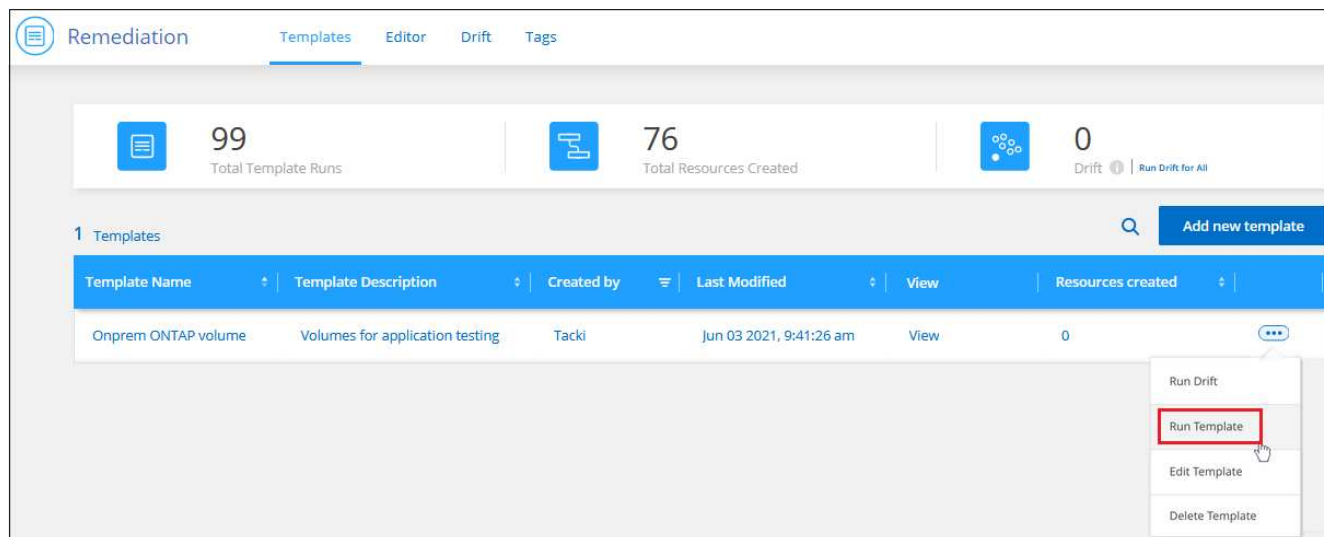 Remediation Templates Editor Drift Tags
99 76 0
Total Template Runs Total Resources Created Drift Run Drift for All
1 Templates Add new template
Template Name Template Description Created by Last Modified View Resources created
Onprem ONTAP volume Volumes for application testing Tacki Jun 03 2021, 9:41:26 am View 0
Run Drift
Run Template
Edit Template
Delete Template